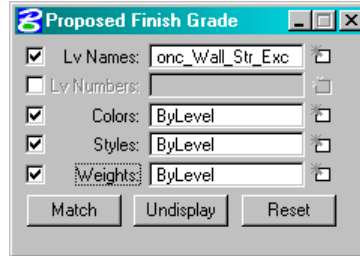 Proposed Finish Grade
Lv Names: onc_Wall_Str_Exc
Lv Numbers:
Colors: ByLevel
Styles: ByLevel
Weights: ByLevel
Match Undisplay Reset